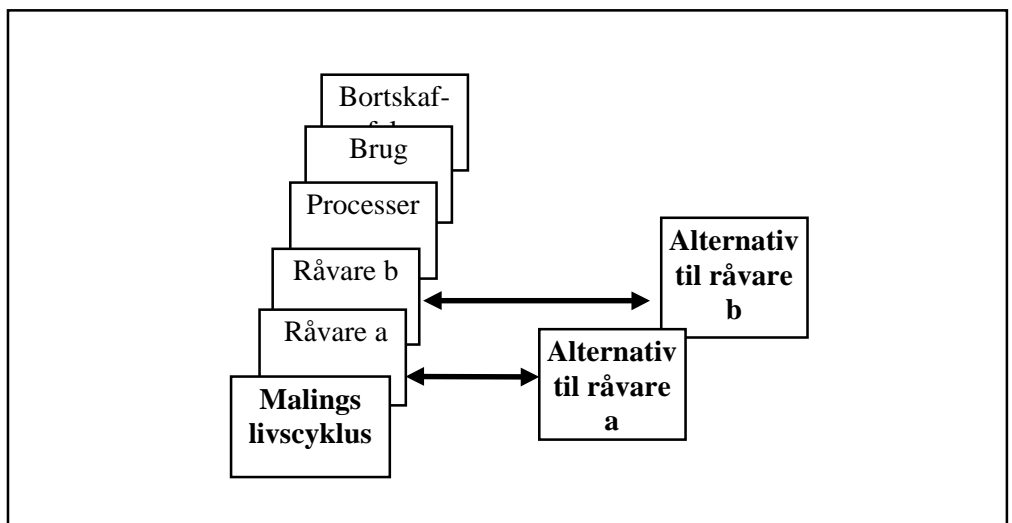 Bortskaf-
Brug
Processer
Råvare b
Råvare a
Malings
livscyklus
Alternativ
til råvare
b
Alternativ
til råvare
a